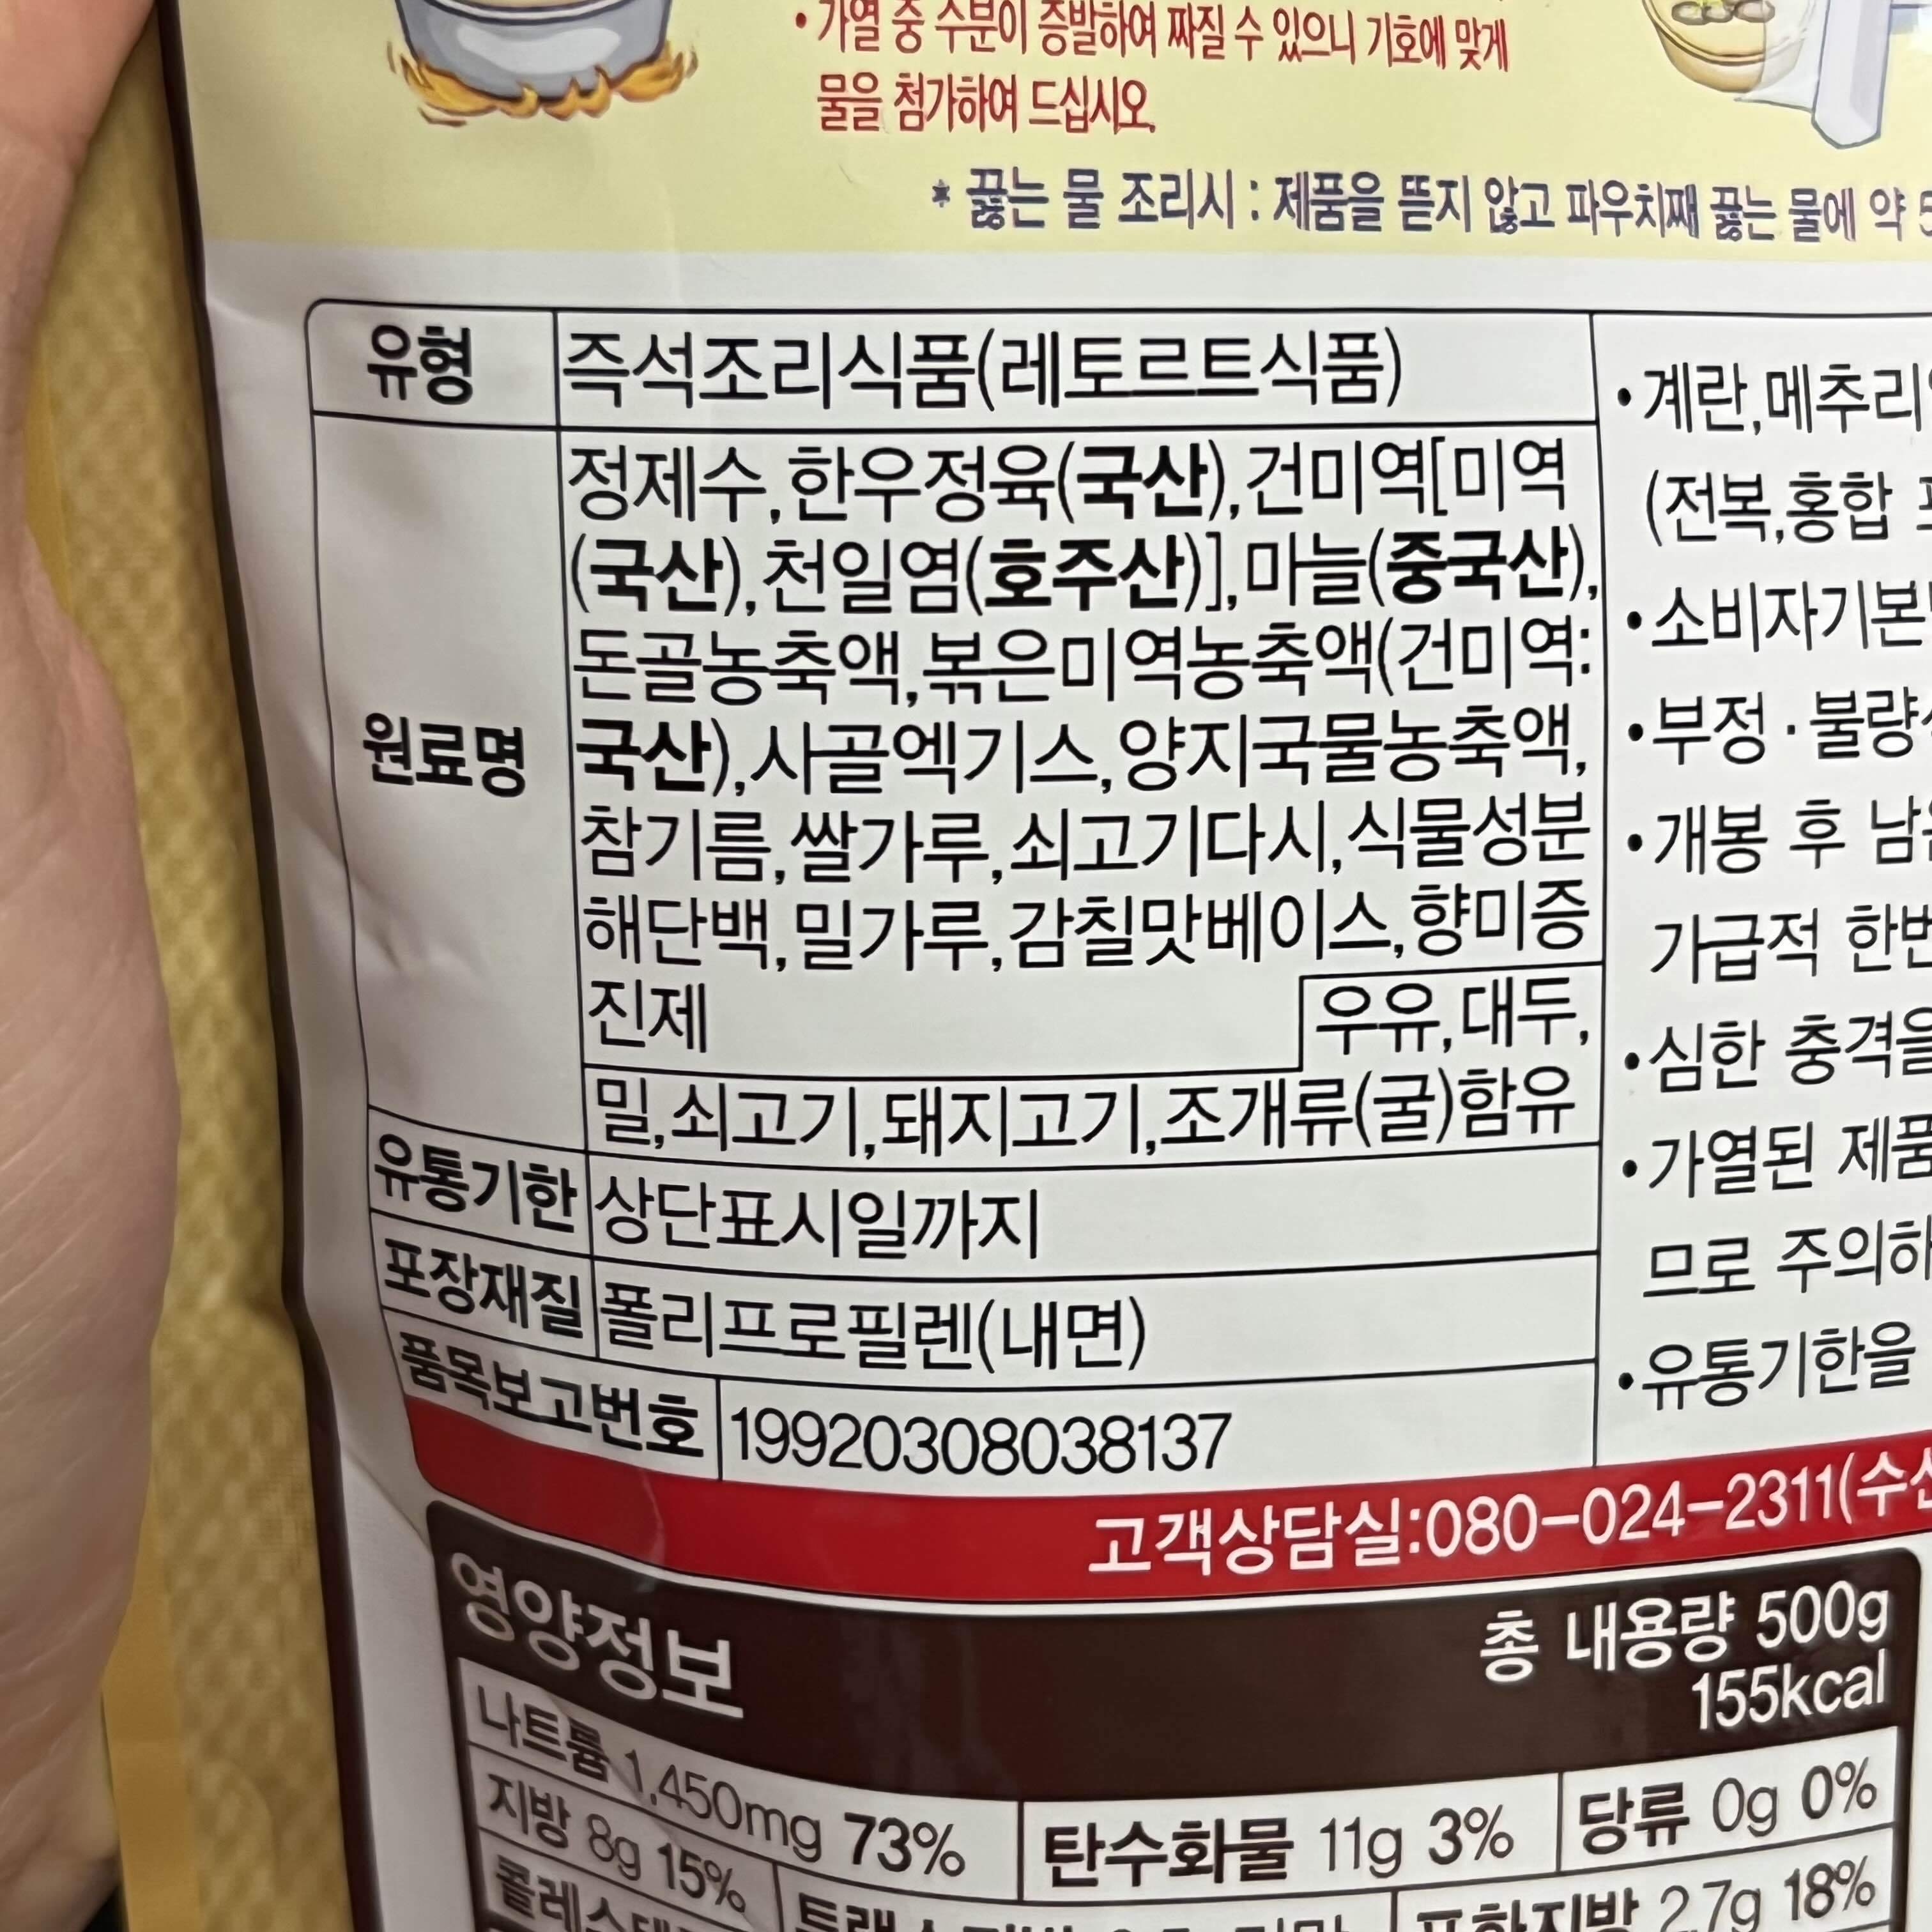 • 가열 중 수분이 증발하여 짜질 수 있으니 기호에 맞게
물을 첨가하여 드십시오.
* 끓는 물 조리시 : 제품을 뜯지 않고 파우치째 끓는 물에 약 5
유형 즉석조리식품(레토르트식품)
원료명
정제수,한우정육(국산),건미역[미역
(국산),천일염(호주산)],마늘(중국산),
돈골농축액,볶은미역농축액(건미역:
국산),사골엑기스,양지국물농축액,
참기름,쌀가루,쇠고기다시,식물성분
해단백,밀가루,감칠맛베이스,향미증
진제
우유,대두,
밀,쇠고기,돼지고기,조개류(굴)함유
유통기한 상단표시일까지
포장재질 폴리프로필렌(내면)
품목보고번호 19920308038137
•계란,메추리
(전복,홍합
•소비자기본
•부정·불량
•개봉 후
가급적
•심한 충격을
•가열된 제품
므로 주의하
•유통기한을
고객상담실:080-024-2311(수신
영양정보
총 내용량 500g
155kcal
나트륨 1,450mg 73% 탄수화물 11g 3% 당류 0g 0%
지방 8g 15% 포화지방 2.7g 18%